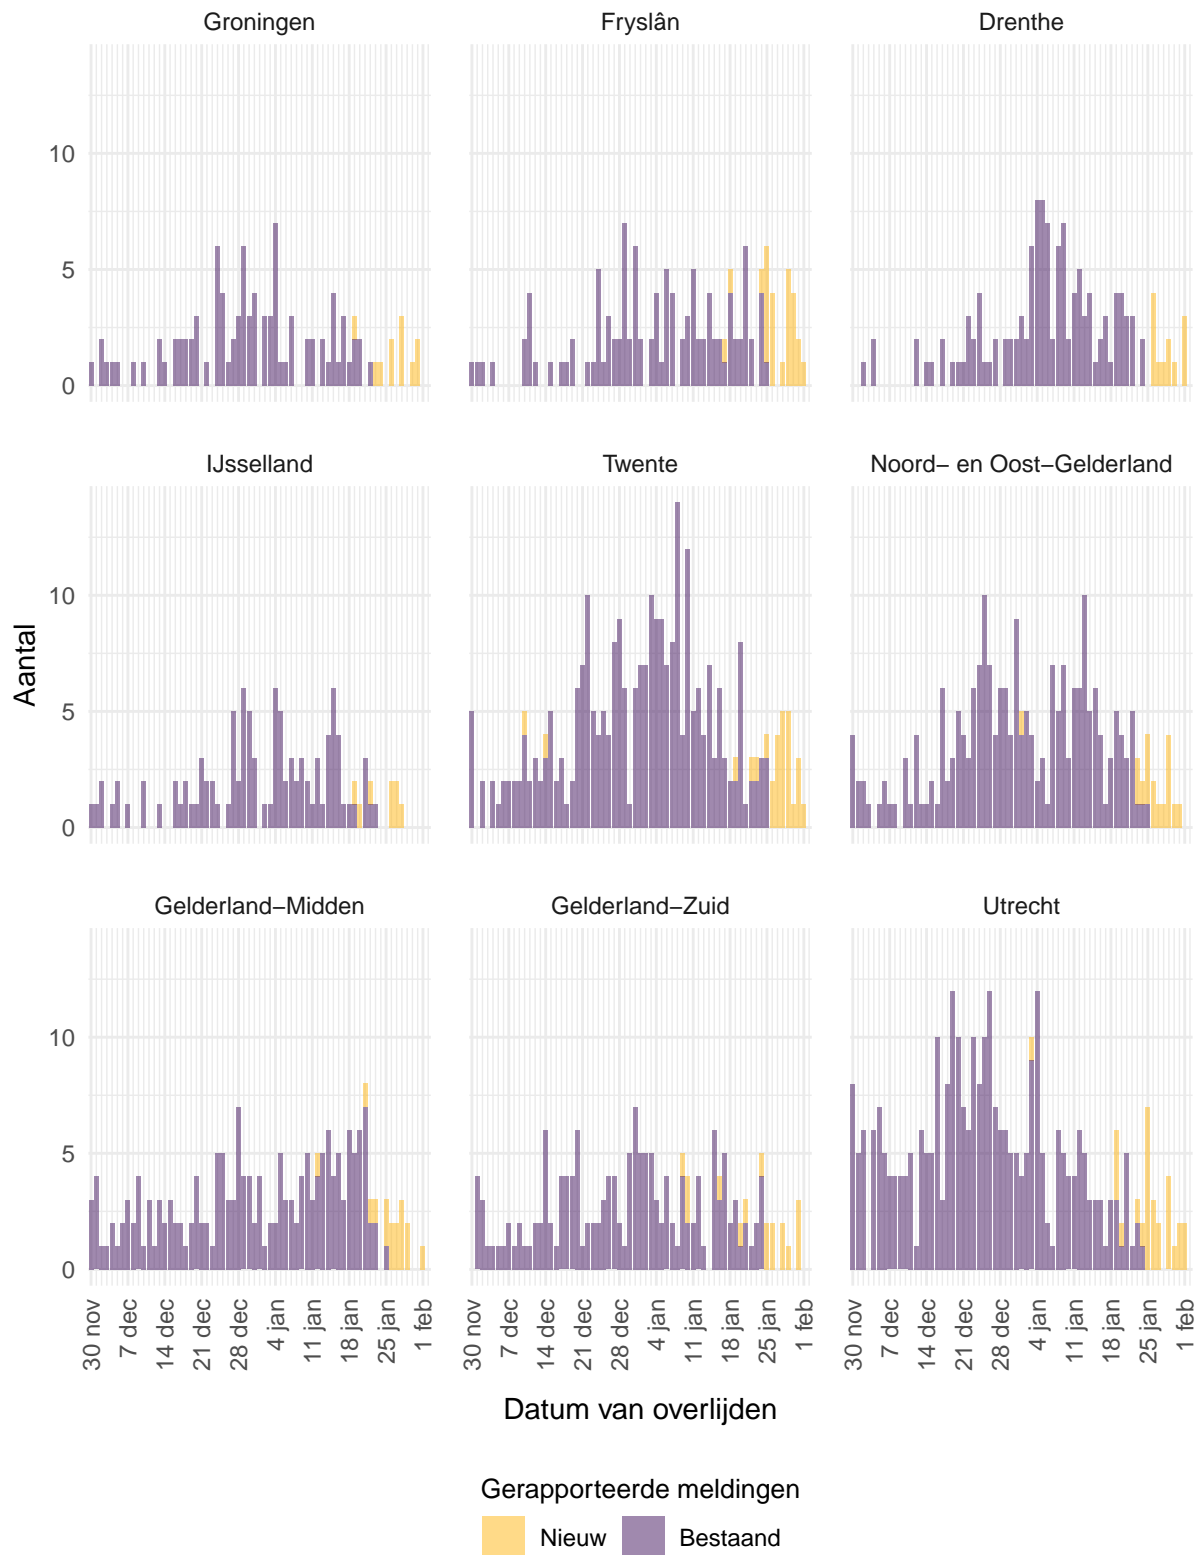 Groningen Fryslân Drenthe
10
5
0
IJsselland Twente Noord− en Oost−Gelderland
10
5
0
Aantal
Gelderland−Midden Gelderland−Zuid Utrecht
10
5
0
30 nov 7 dec 14 dec 21 dec 28 dec 4 jan 11 jan 18 jan 25 jan 1 feb 30 nov 7 dec 14 dec 21 dec 28 dec 4 jan 11 jan 18 jan 25 jan 1 feb 30 nov 7 dec 14 dec 21 dec 28 dec 4 jan 11 jan 18 jan 25 jan 1 feb
Datum van overlijden
Gerapporteerde meldingen
Nieuw Bestaand